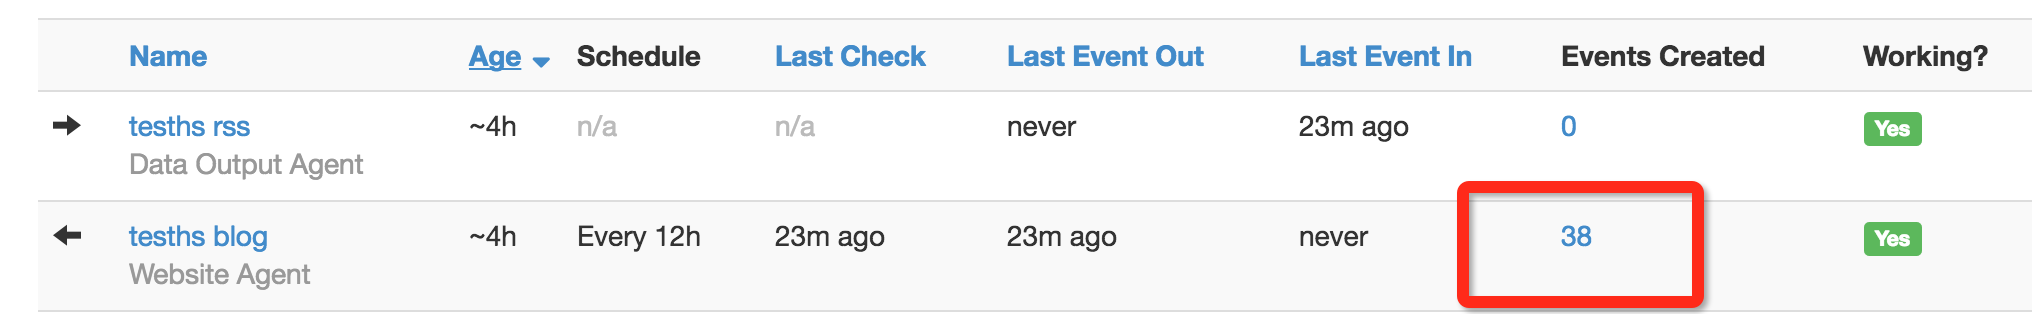 Name Age Schedule Last Check Last Event Out Last Event In Events Created Working?
tesths rss ~4h n/a n/a never 23m ago 0 Yes
Data Output Agent
tesths blog ~4h Every 12h 23m ago 23m ago never 38 Yes
Website Agent